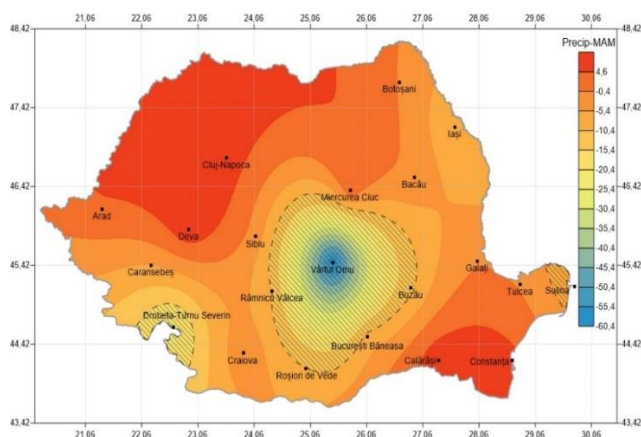 21.06 22.06 23.06 24.06 25.06 26.06 27.28 28.06 29.06 30.06
48.42 48.42
Precip-MAM
4,6
-0,4
-5,4
-10,4
-15,4
-20,4
-25,4
-30,4
-35,4
-40,4
-45,4
-50,4
-55,4
-60,4
Botoșani
47.42 47.42
Iași
Cluj-Napoca
Bacău
46.42 46.42
Miercurea Ciuc
Arad
Deva
Sibiu
Caransebeș
Vârful Omu
Galați
45.42 45.42
Râmnicu Vâlcea
Buzău
Tulcea
Sulina
Drobeta-Turnu Severin
București Băneasa
44.42 44.42
Craiova
Călărași
Constanța
Roșiori de Vede
43.42 43.42
21.06 22.06 23.06 24.06 25.06 26.06 27.06 28.06 29.06 30.06